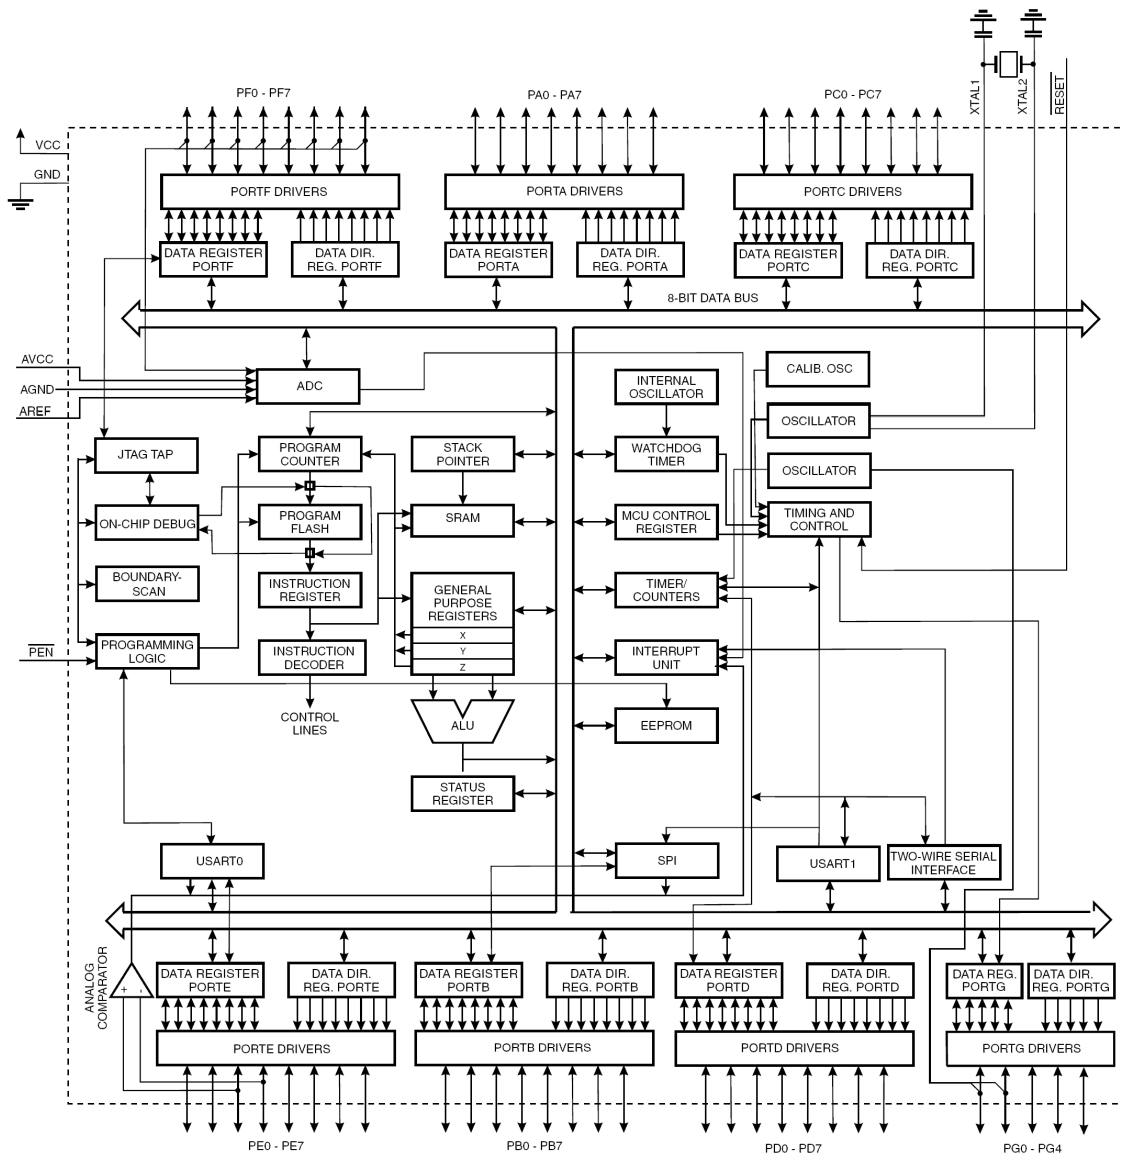 XTAL1
XTAL2
RESET
PF0 - PF7
PA0 - PA7
PC0 - PC7
VCC
GND
PORTF DRIVERS
PORTA DRIVERS
PORTC DRIVERS
DATA REGISTER
PORTF
DATA DIR.
REG. PORTF
DATA REGISTER
PORTA
DATA DIR.
REG. PORTA
DATA REGISTER
PORTC
DATA DIR.
REG. PORTC
8-BIT DATA BUS
AVCC
AGND
AREF
ADC
INTERNAL
OSCILLATOR
CALIB. OSC
OSCILLATOR
JTAG TAP
PROGRAM
COUNTER
STACK
POINTER
WATCHDOG
TIMER
OSCILLATOR
ON-CHIP DEBUG
PROGRAM
FLASH
SRAM
MCU CONTROL
REGISTER
TIMING AND
CONTROL
BOUNDARY-
SCAN
INSTRUCTION
REGISTER
GENERAL
PURPOSE
REGISTERS
X
Y
Z
TIMER/
COUNTERS
PEN
PROGRAMMING
LOGIC
INSTRUCTION
DECODER
INTERRUPT
UNIT
CONTROL
LINES
ALU
EEPROM
STATUS
REGISTER
USART0
SPI
USART1
TWO-WIRE SERIAL
INTERFACE
ANALOG
COMPARATOR
+ -
DATA REGISTER
PORTE
DATA DIR.
REG. PORTE
DATA REGISTER
PORTB
DATA DIR.
REG. PORTB
DATA REGISTER
PORTD
DATA DIR.
REG. PORTD
DATA REG.
PORTG
DATA DIR.
REG. PORTG
PORTE DRIVERS
PORTB DRIVERS
PORTD DRIVERS
PORTG DRIVERS
PE0 - PE7
PB0 - PB7
PD0 - PD7
PG0 - PG4